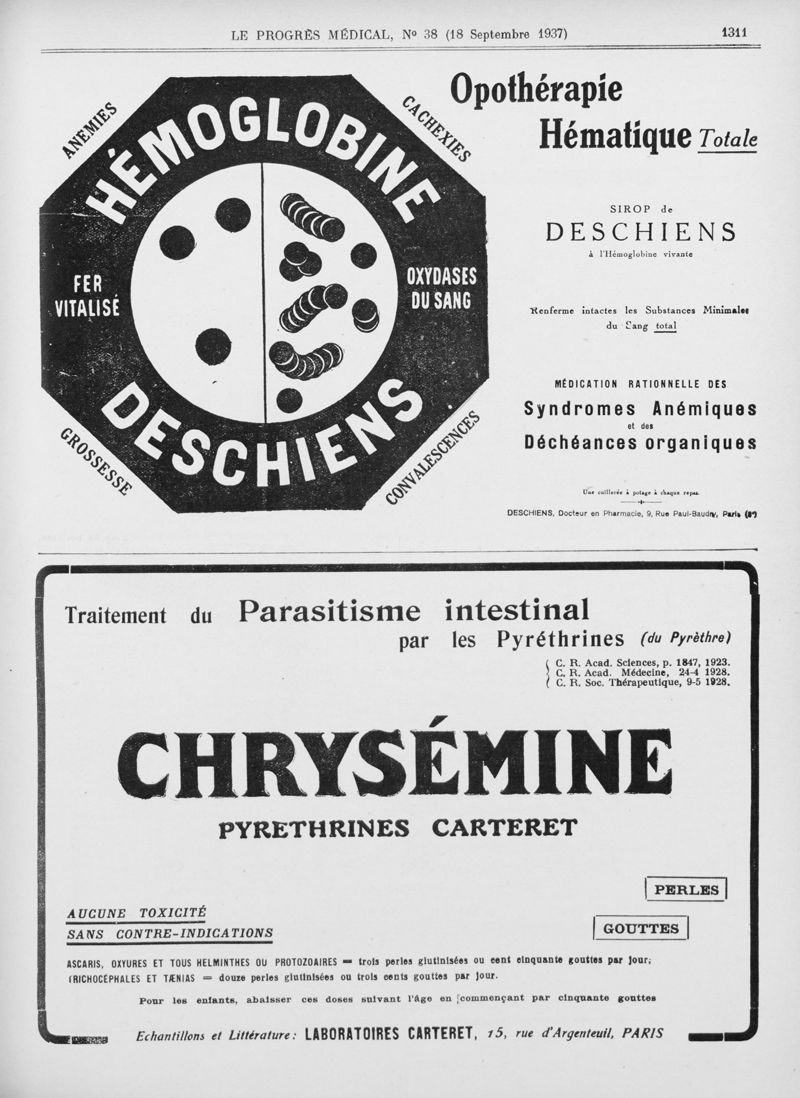 LE PROGRÈS MÉDICAL, Nº 38 (18 Septembre 1937)
1311
ANEMIES
CACHEXIES
HÉMOGLOBINE
FER
VITALISÉ
OXYDASES
DU SANG
DESCHIENS
GROSSESSE
CONVALESCENCES
Opothérapie
Hématique Totale
SIROP de
DESCHIENS
à l'Hémoglobine vivante
Renferme intactes les Substances Minimales
du Sang total
MÉDICATION RATIONNELLE DES
Syndromes Anémiques
et des
Déchéances organiques
Une cuillerée à potage à chaque repas.
DESCHIENS, Docteur en Pharmacie, 9, Rue Paul-Baudry, Paris (8ᵉ)
Traitement du Parasitisme intestinal
par les Pyréthrines (du Pyrèthre)
C. R. Acad. Sciences, p. 1847, 1923.
C. R. Acad. Médecine, 24-4 1928.
C. R. Soc. Thérapeutique, 9-5 1928.
CHRYSÉMINE
PYRETHRINES CARTERET
PERLES
AUCUNE TOXICITÉ
GOUTTES
SANS CONTRE-INDICATIONS
ASCARIS, OXYURES ET TOUS HELMINTHES OU PROTOZOAIRES = trois perles glutinisées ou cent cinquante gouttes par jour;
TRICHOCÉPHALES ET TÆNIAS = douze perles glutinisées ou trois cents gouttes par jour.
Pour les enfants, abaisser ces doses suivant l'âge en commençant par cinquante gouttes
Echantillons et Littérature: LABORATOIRES CARTERET, 15, rue d'Argenteuil, PARIS